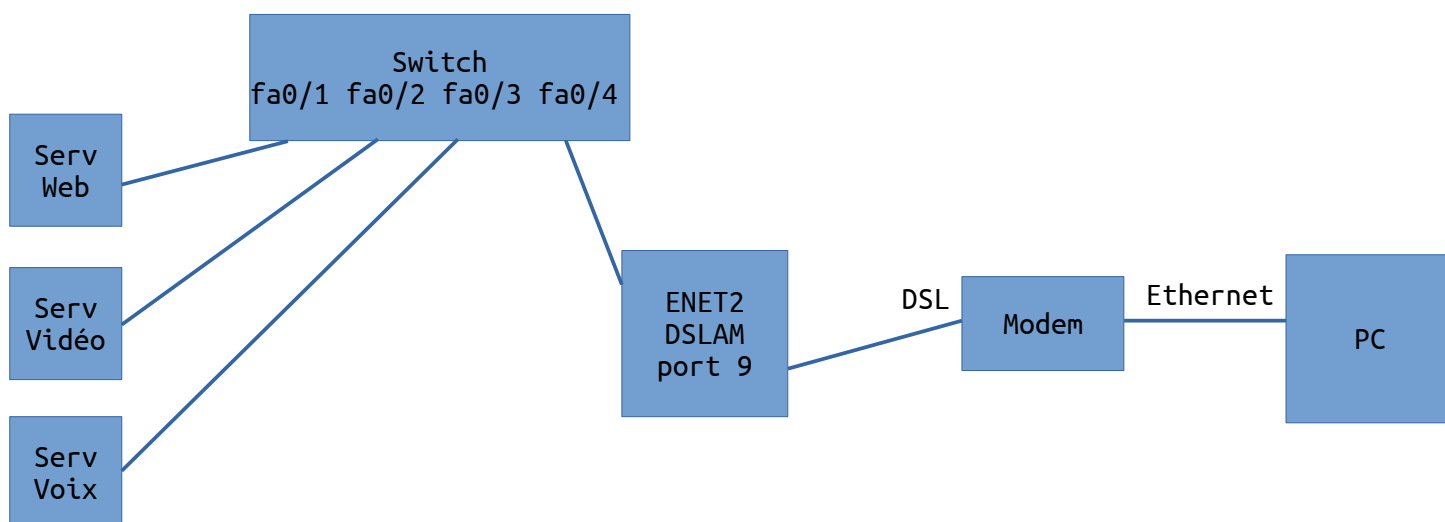 Switch
fa0/1 fa0/2 fa0/3 fa0/4
Serv
Web
Serv
Vidéo
Serv
Voix
ENET2
DSLAM
port 9
DSL
Modem
Ethernet
PC